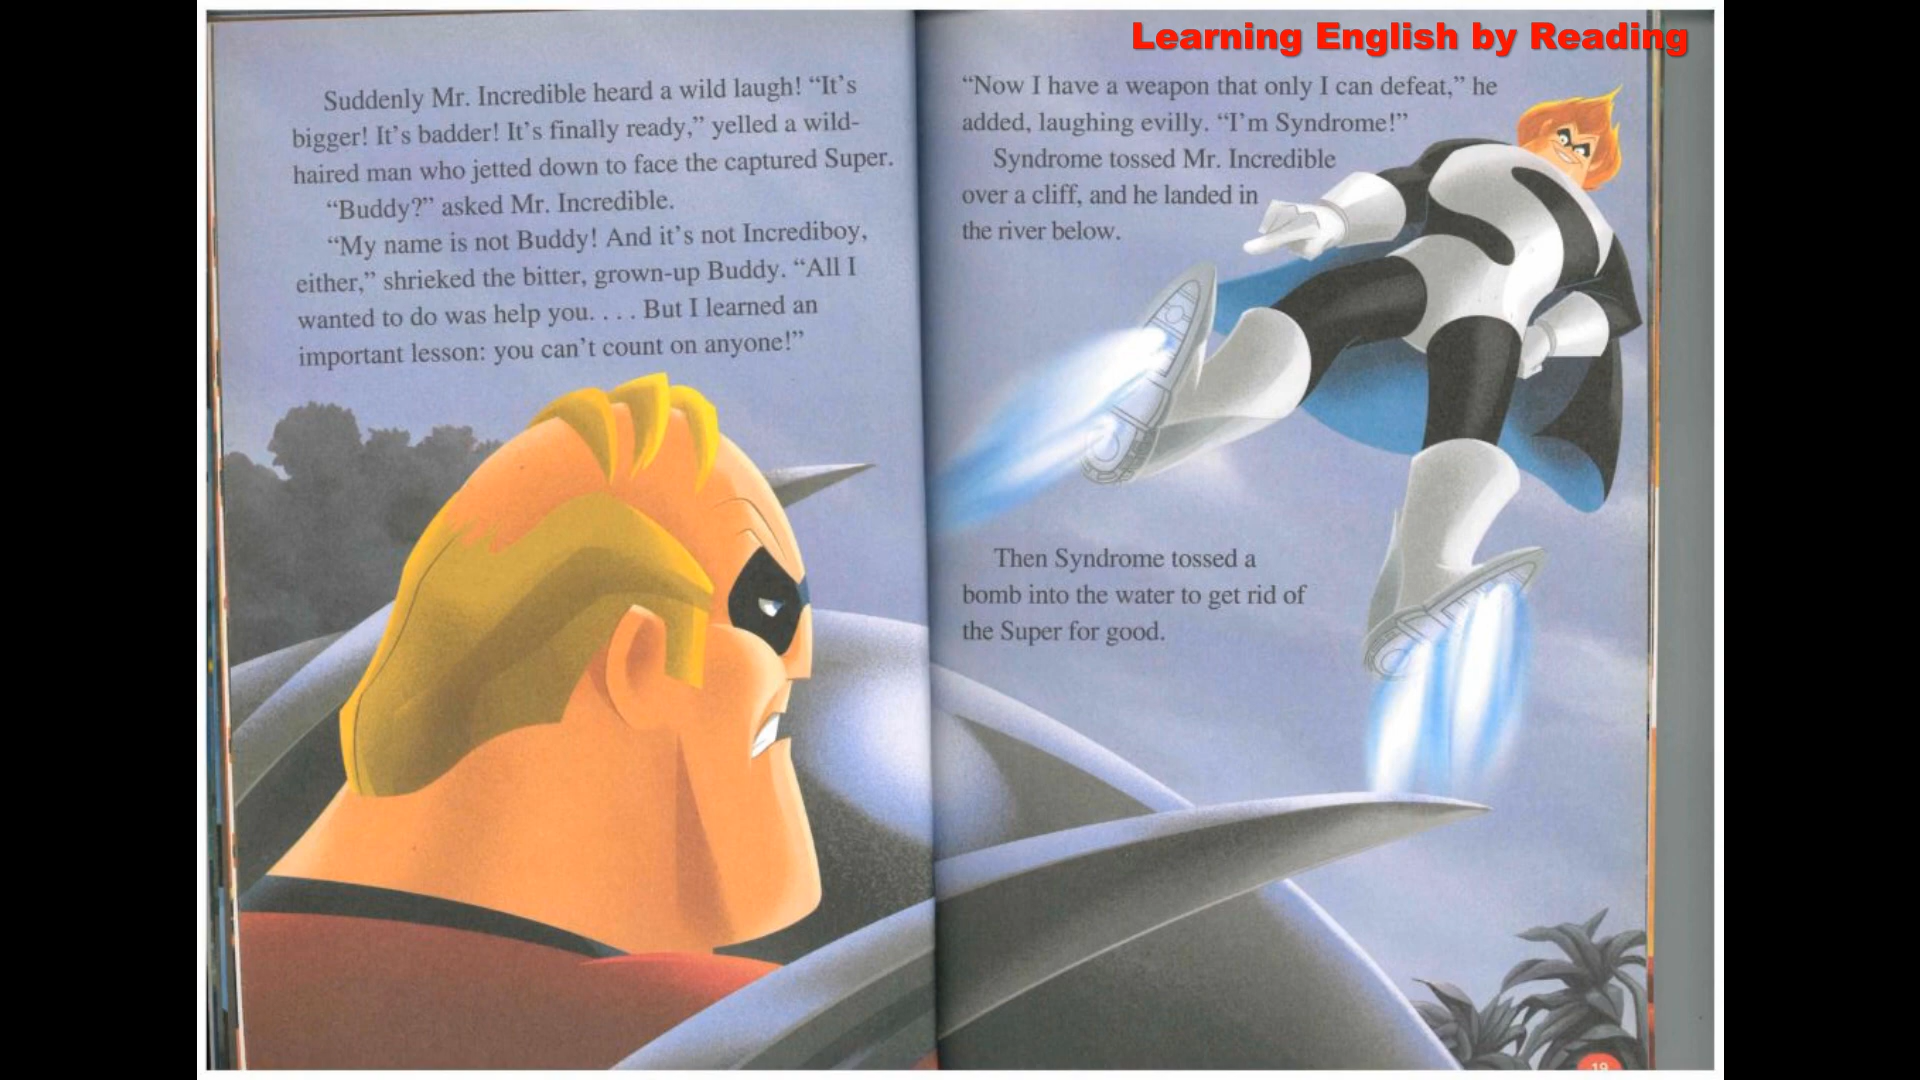 Learning English by Reading
Suddenly Mr. Incredible heard a wild laugh! “It’s
bigger! It’s badder! It’s finally ready,” yelled a wild-
haired man who jetted down to face the captured Super.
“Buddy?” asked Mr. Incredible.
“My name is not Buddy! And it’s not Incrediboy,
either,” shrieked the bitter, grown-up Buddy. “All I
wanted to do was help you. . . . But I learned an
important lesson: you can’t count on anyone!”
“Now I have a weapon that only I can defeat,” he
added, laughing evilly. “I’m Syndrome!”
Syndrome tossed Mr. Incredible
over a cliff, and he landed in
the river below.
Then Syndrome tossed a
bomb into the water to get rid of
the Super for good.
19